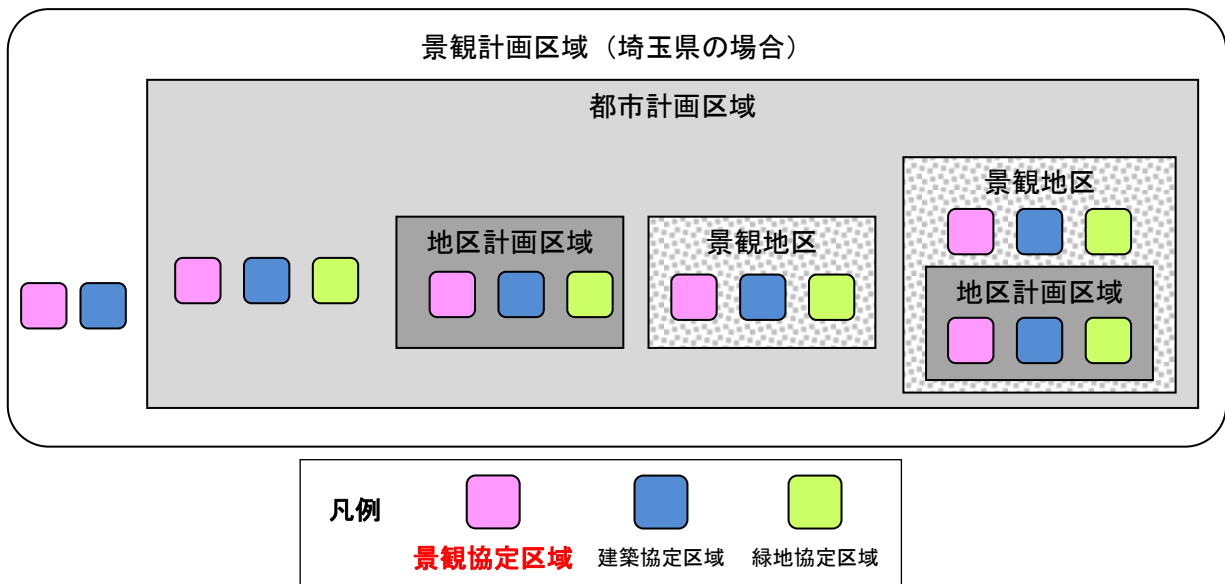 景観計画区域（埼玉県の場合）
都市計画区域
地区計画区域
景観地区
景観地区
地区計画区域
凡例
景観協定区域
建築協定区域
緑地協定区域